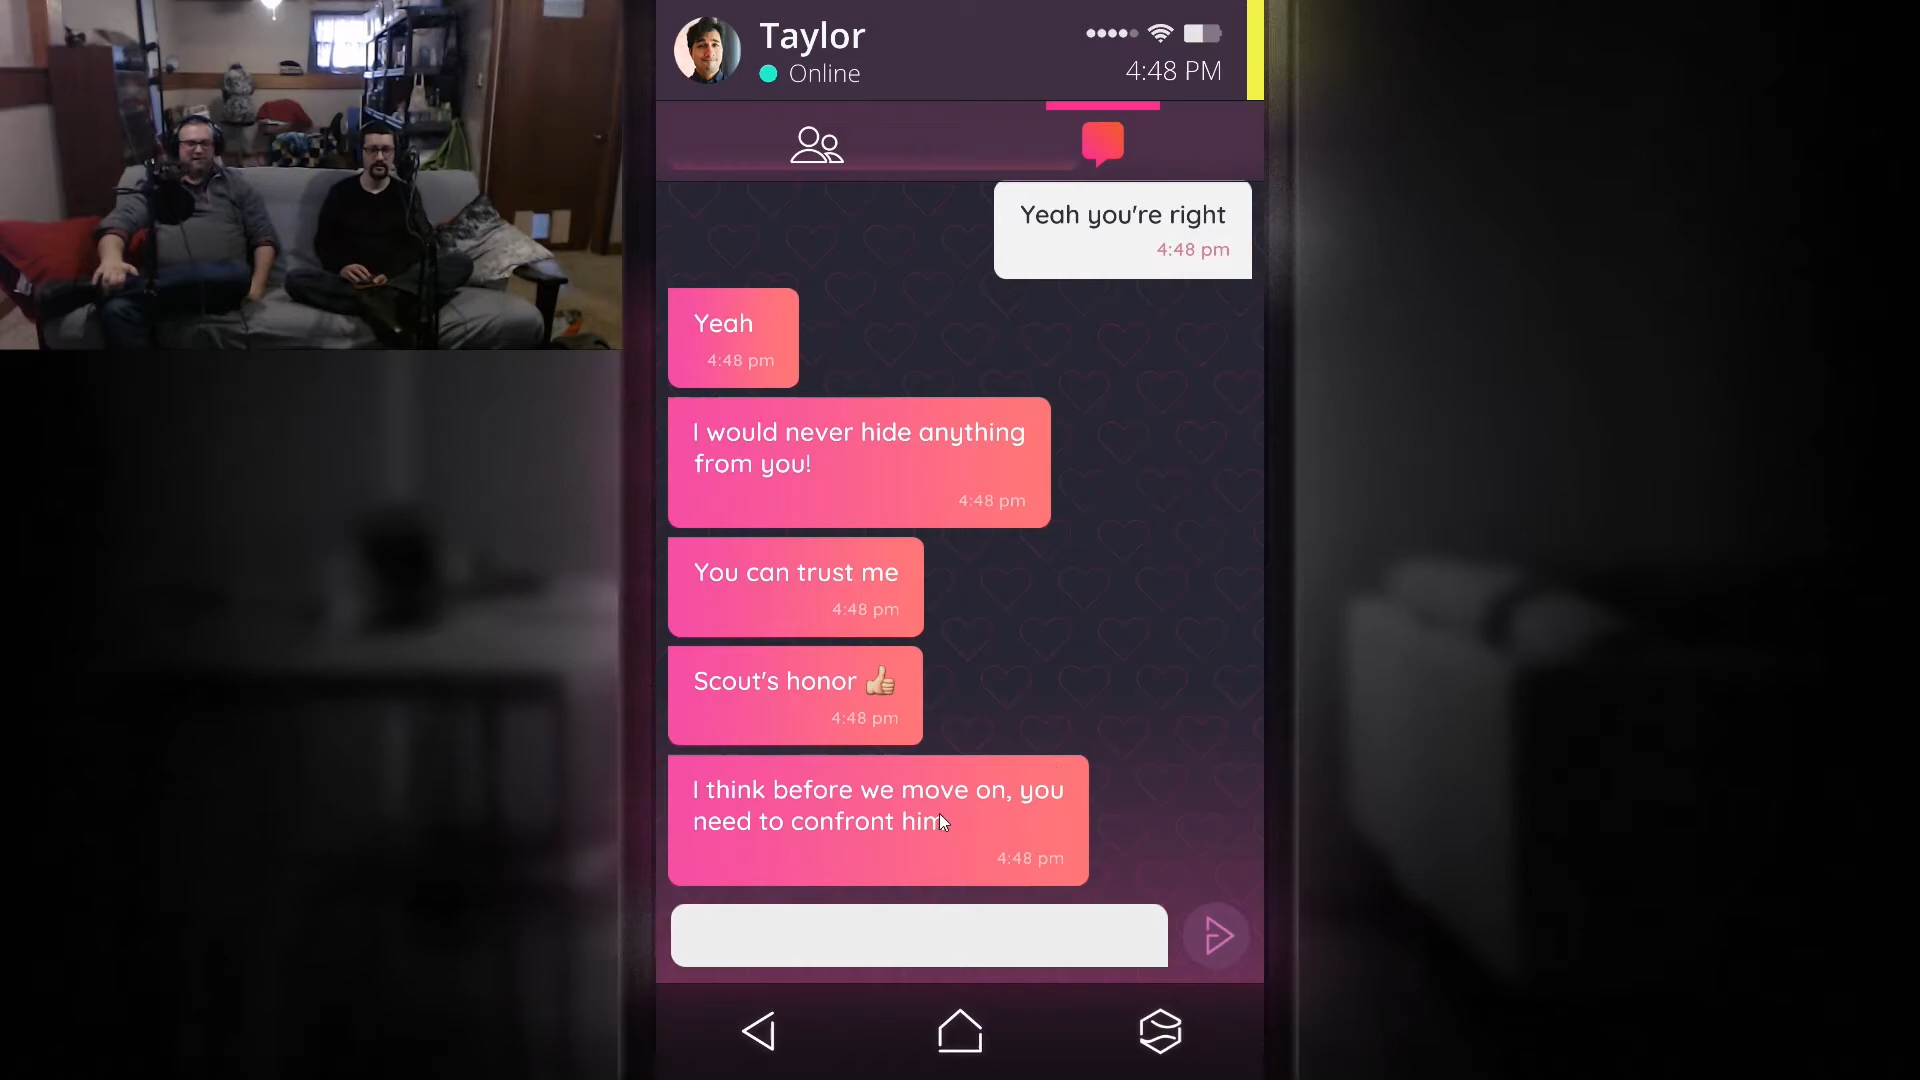 Taylor
Online
4:48 PM
Yeah you're right
4:48 pm
Yeah
4:48 pm
I would never hide anything
from you!
4:48 pm
You can trust me
4:48 pm
Scout's honor 👍🏼
4:48 pm
I think before we move on, you
need to confront him
4:48 pm